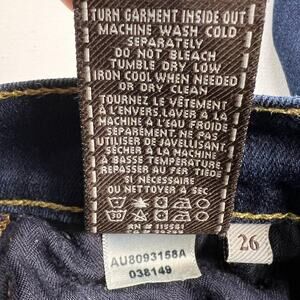 TURN GARMENT INSIDE OUT
MACHINE WASH COLD
SEPARATELY
DO NOT BLEACH
TUMBLE DRY LOW
IRON COOL WHEN NEEDED
OR DRY CLEAN
TOURNEZ LE VÊTEMENT
À L'ENVERS. LAVER À LA
MACHINE À L'EAU FROIDE
SÉPARÉMENT. NE PAS
UTILISER DE JAVELLISANT.
SÉCHER À LA MACHINE
À BASSE TEMPÉRATURE.
REPASSER AU FER TIÈDE
SI NÉCESSAIRE
OU NETTOYER À SEC
30
RN #
26
AU8093158A
038149